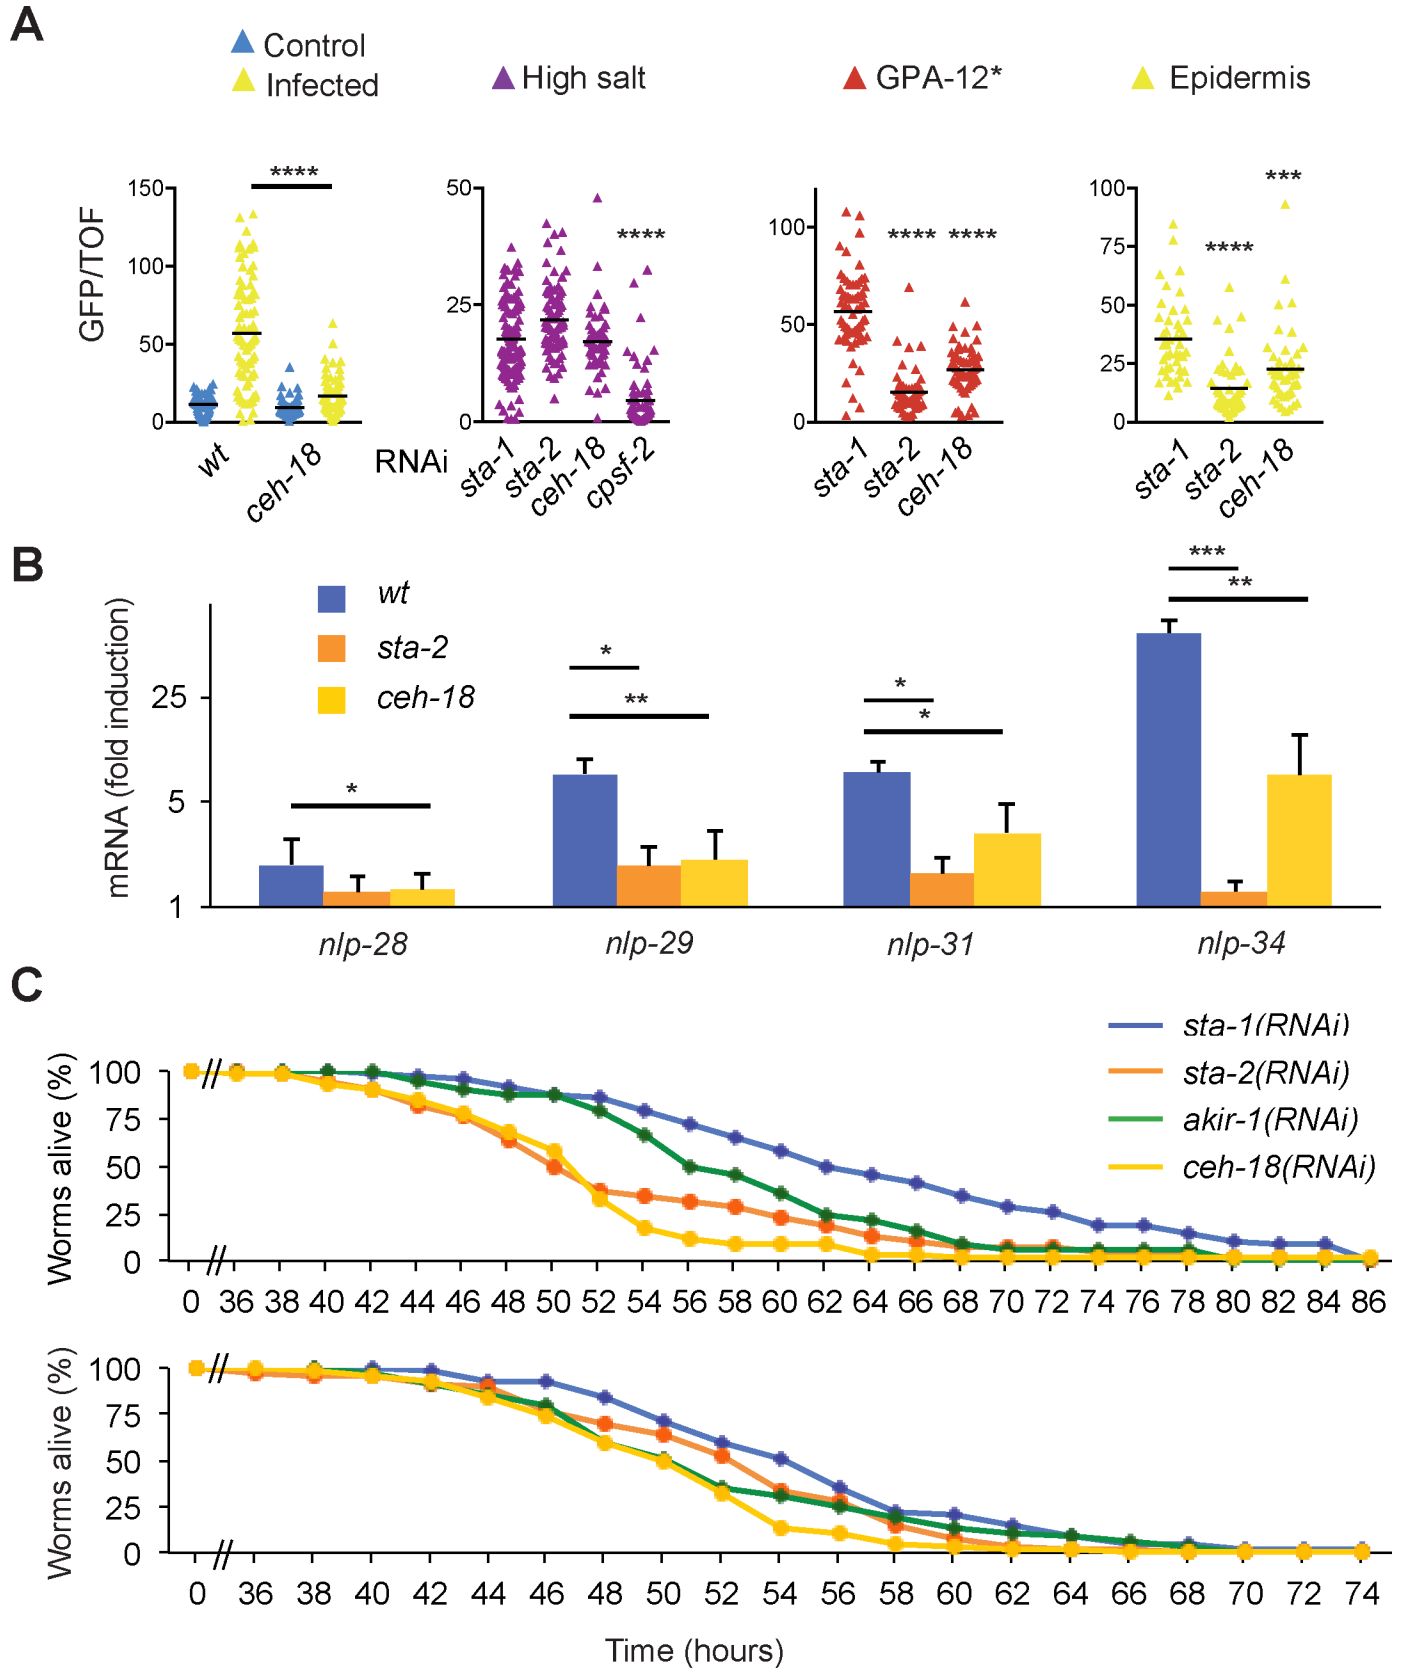 A
Control
Infected
High salt
GPA-12*
Epidermis
GFP/TOF
150
100
50
0
****
wt
ceh-18
RNAi
50
25
0
****
sta-1
sta-2
ceh-18
cpsf-2
100
50
0
**** ****
sta-1
sta-2
ceh-18
100
75
50
25
0
****
***
sta-1
sta-2
ceh-18
B
mRNA (fold induction)
25
5
1
wt
sta-2
ceh-18
*
*
**
*
*
***
**
nlp-28
nlp-29
nlp-31
nlp-34
C
sta-1(RNAi)
sta-2(RNAi)
akir-1(RNAi)
ceh-18(RNAi)
Worms alive (%)
100
75
50
25
0
0 36 38 40 42 44 46 48 50 52 54 56 58 60 62 64 66 68 70 72 74 76 78 80 82 84 86
Worms alive (%)
100
75
50
25
0
0 36 38 40 42 44 46 48 50 52 54 56 58 60 62 64 66 68 70 72 74
Time (hours)